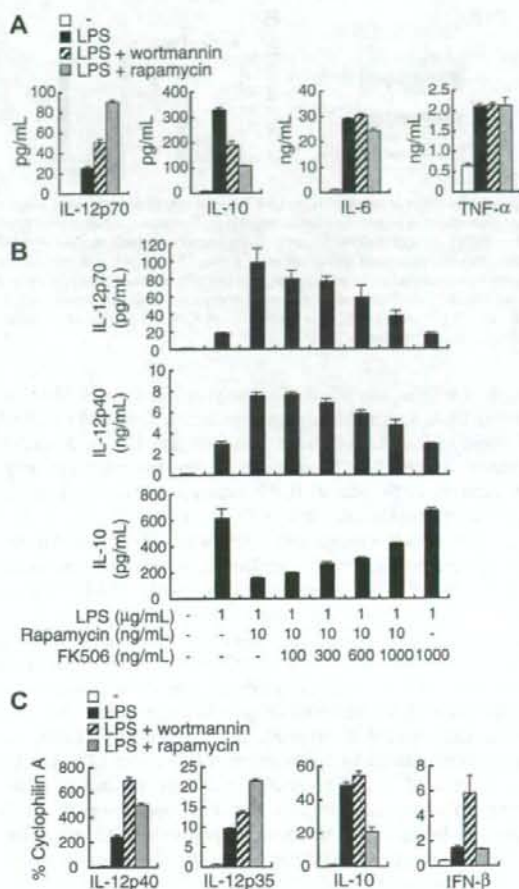 A
-
LPS
LPS + wortmannin
LPS + rapamycin
pg/mL
100
80
60
40
20
0
IL-12p70
pg/mL
400
300
200
100
0
IL-10
ng/mL
40
30
20
10
0
IL-6
ng/mL
2.5
2.0
1.5
1.0
0.5
0
TNF-α
B
IL-12p70
(pg/mL)
120
100
80
60
40
20
0
IL-12p40
(ng/mL)
10
8
6
4
2
0
IL-10
(pg/mL)
800
600
400
200
0
LPS (μg/mL) - 1 1 1 1 1 1 1
Rapamycin (ng/mL) - - 10 10 10 10 10 -
FK506 (ng/mL) - - - 100 300 600 1000 1000
C
-
LPS
LPS + wortmannin
LPS + rapamycin
% Cyclophilin A
800
600
400
200
0
IL-12p40
25
20
15
10
5
0
IL-12p35
60
40
20
0
IL-10
8
6
4
2
0
IFN-β